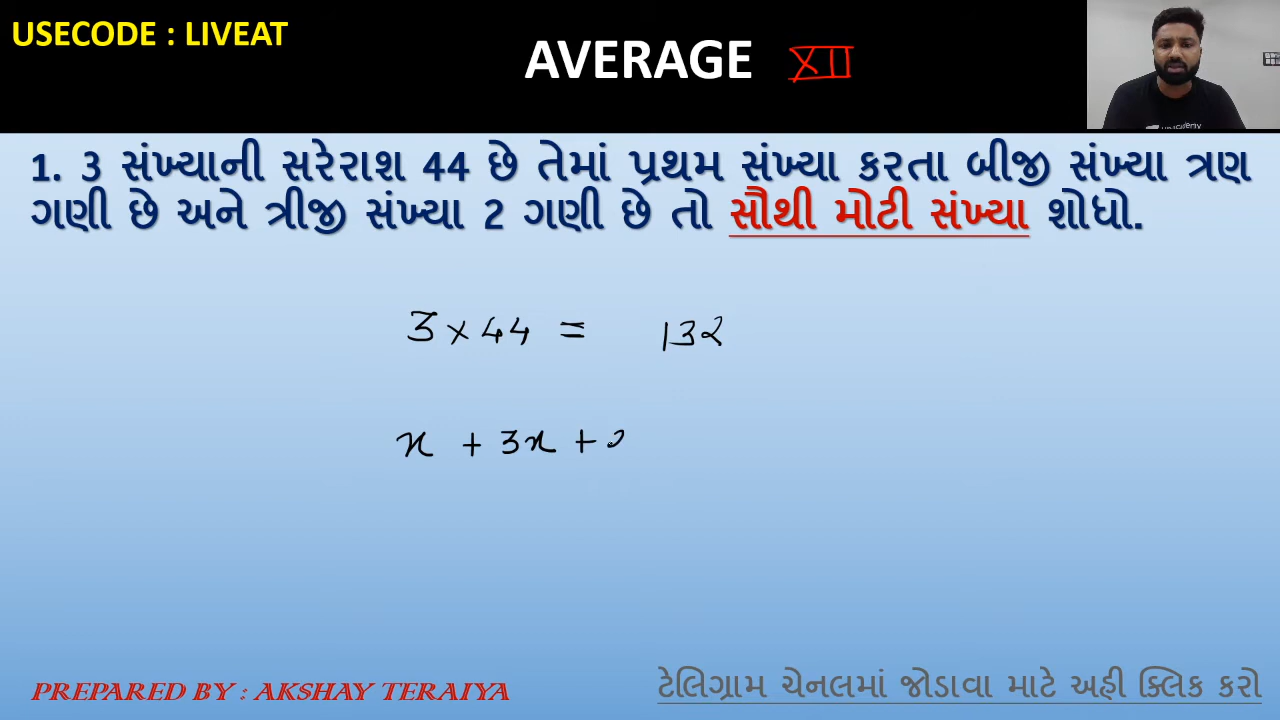 USECODE : LIVEAT
AVERAGE XII
1. 3 સંખ્યાની સરેરાશ 44 છે તેમાં પ્રથમ સંખ્યા કરતા બીજી સંખ્યા ત્રણ
ગણી છે અને ત્રીજી સંખ્યા 2 ગણી છે તો સૌથી મોટી સંખ્યા શોધો.
3 × 44 = 132
x + 3x + 2
PREPARED BY : AKSHAY TERAIYA
ટેલિગ્રામ ચેનલમાં જોડાવા માટે અહી ક્લિક કરો